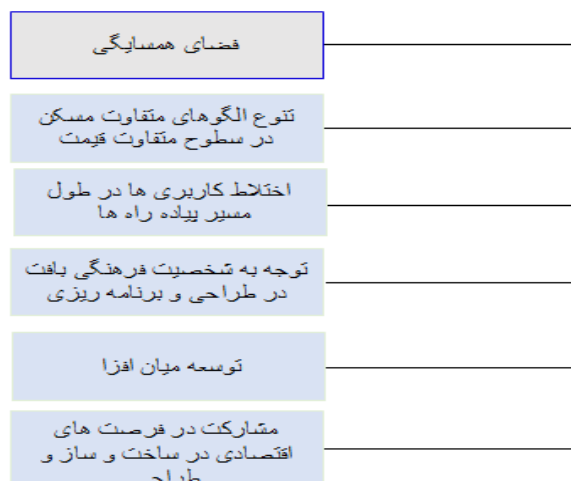 فضای همسایگی
تنوع الگوهای متفاوت مسکن
در سطوح متفاوت قیمت
اختلاط کاربری ها در طول
مسیر پیاده راه ها
توجه به شخصیت فرهنگی بافت
در طراحی و برنامه ریزی
توسعه میان افزا
مشارکت در فرصت های
اقتصادی در ساخت و ساز و
طراحی